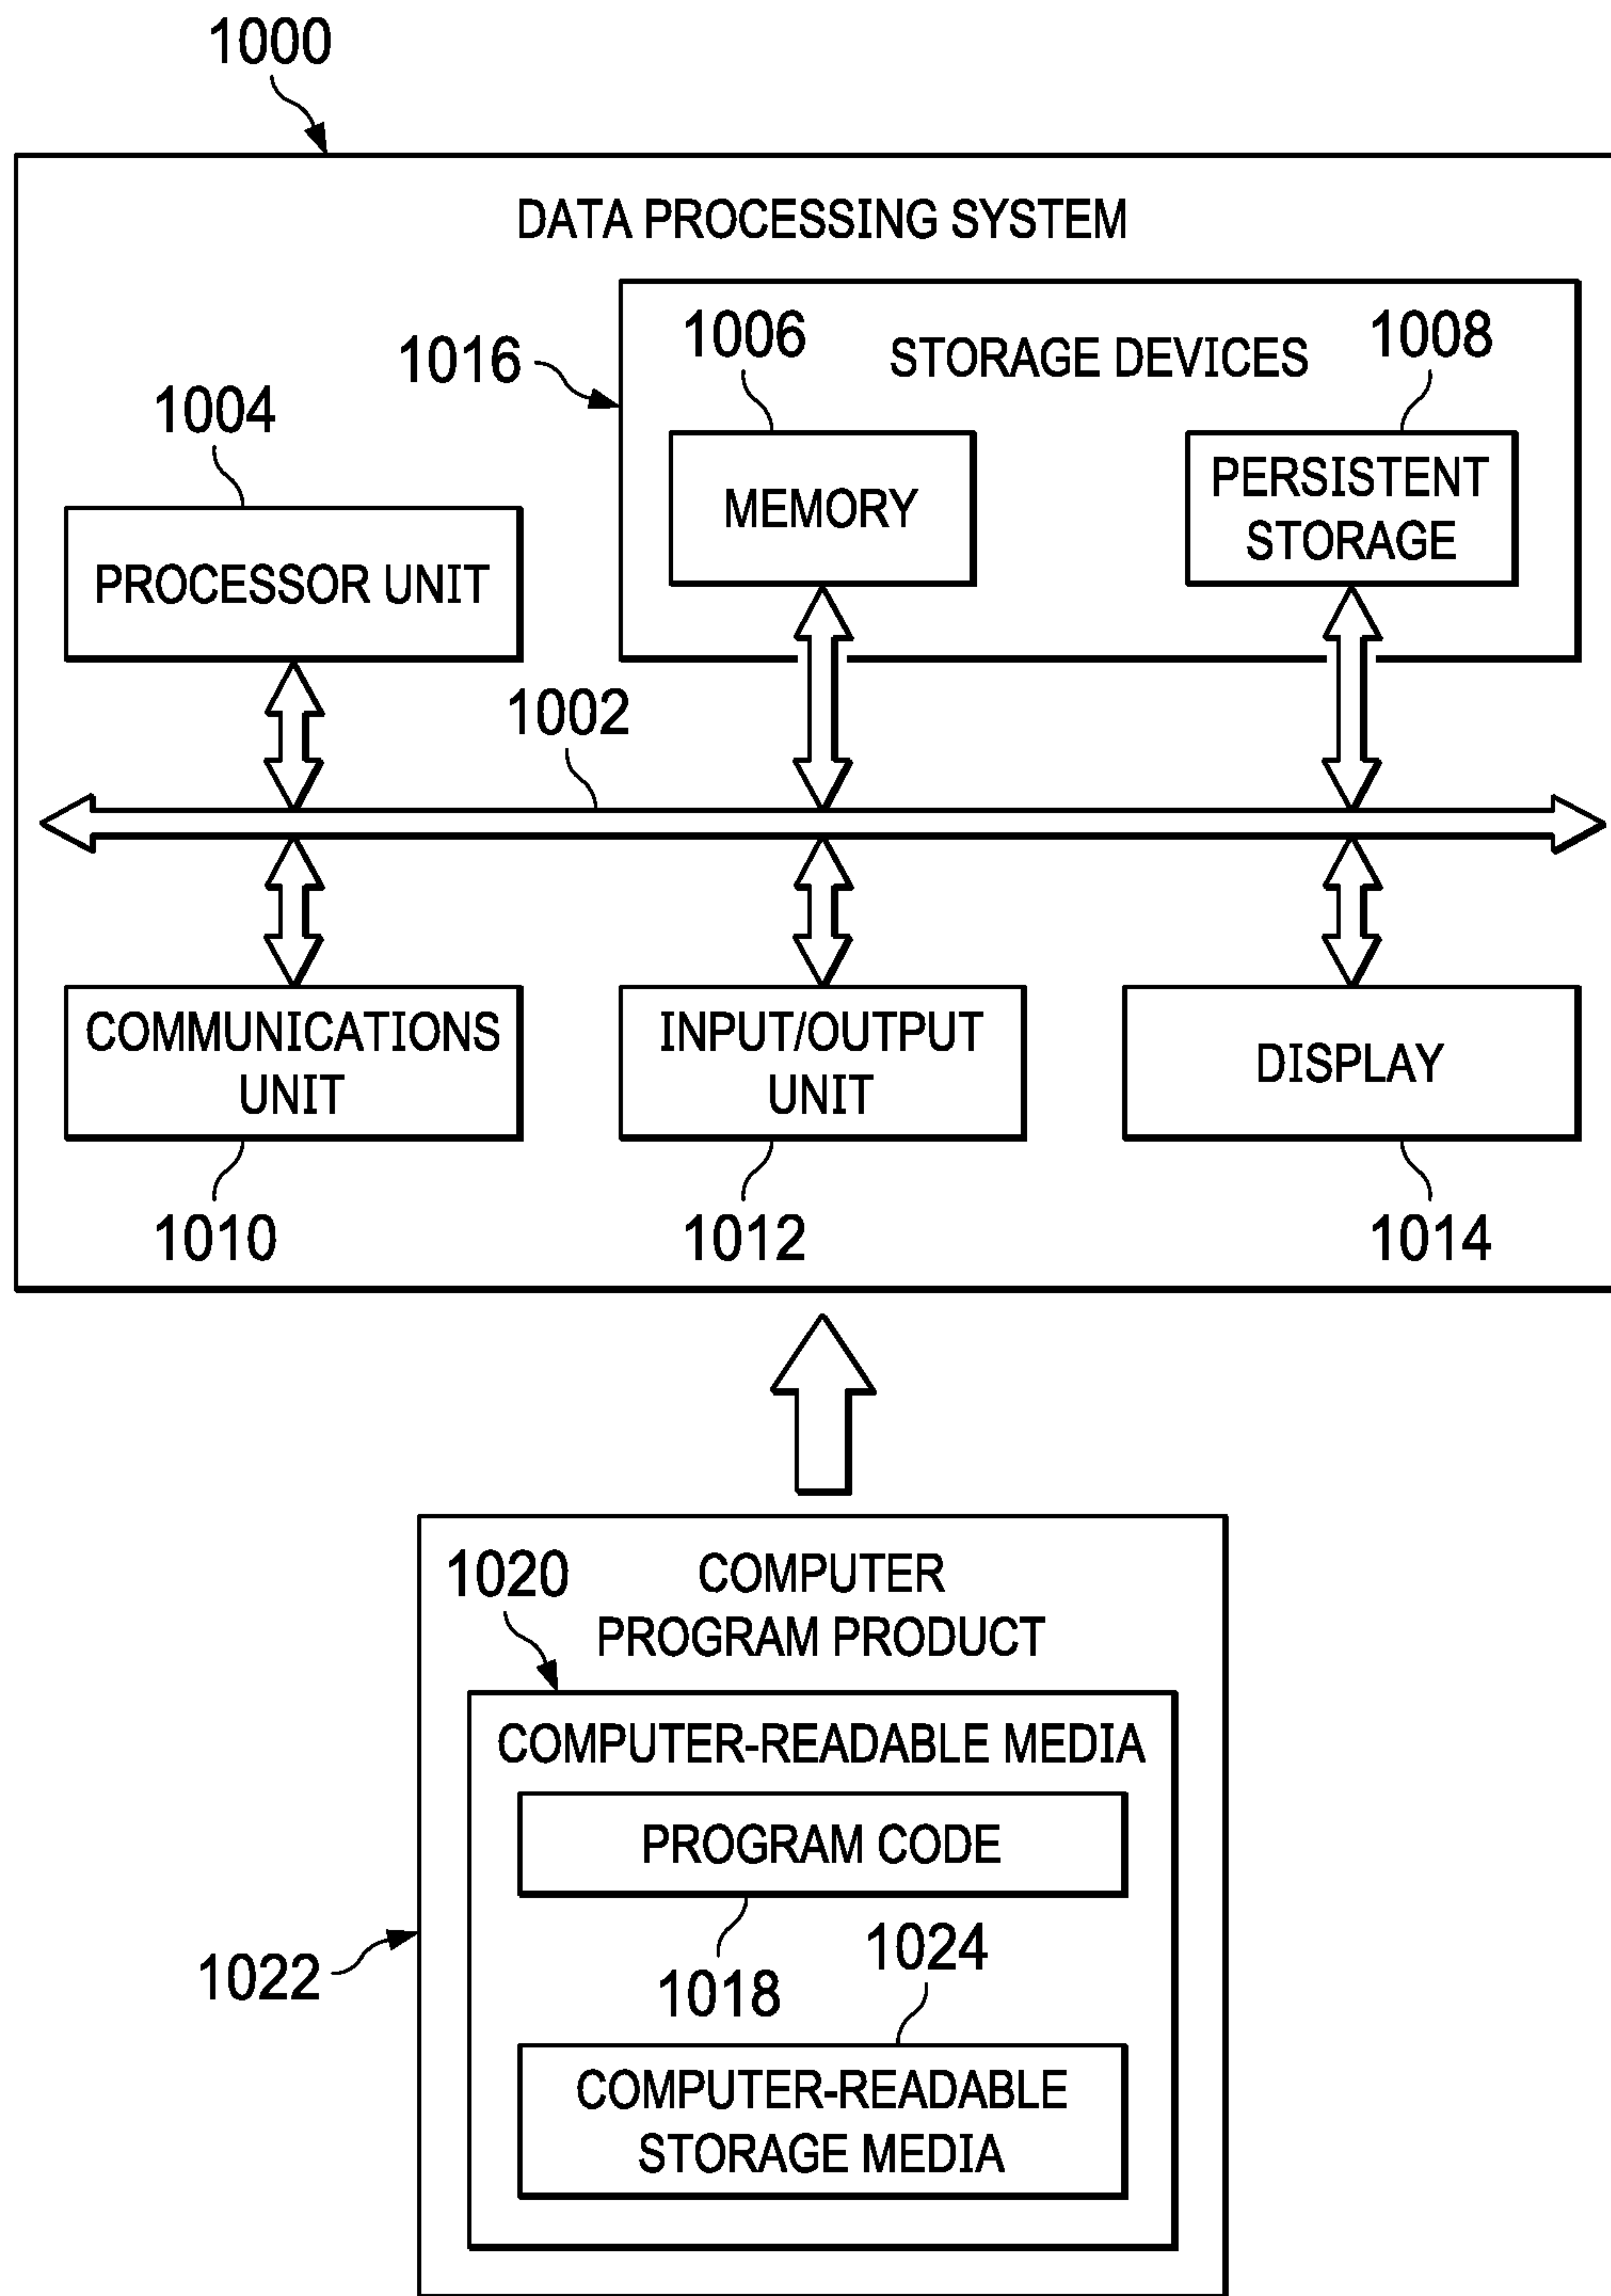 1000
DATA PROCESSING SYSTEM
1016
1006
STORAGE DEVICES
1008
1004
MEMORY
PERSISTENT
STORAGE
PROCESSOR UNIT
1002
COMMUNICATIONS
UNIT
INPUT/OUTPUT
UNIT
DISPLAY
1010
1012
1014
1020
COMPUTER
PROGRAM PRODUCT
COMPUTER-READABLE MEDIA
PROGRAM CODE
1022
1018
1024
COMPUTER-READABLE
STORAGE MEDIA